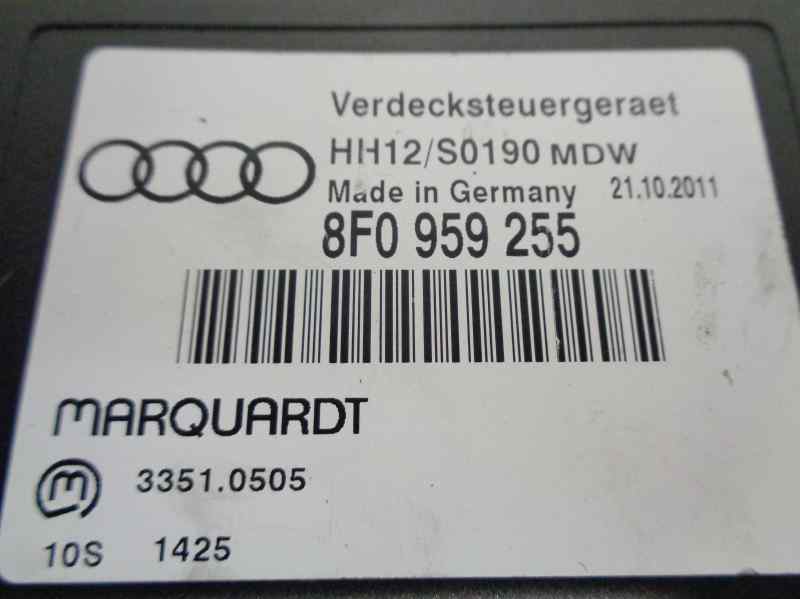 Verdecksteuergeraet
HH12/S0190 MDW
Made in Germany 21.10.2011
8F0 959 255
MARQUARDT
m 3351.0505
10S 1425